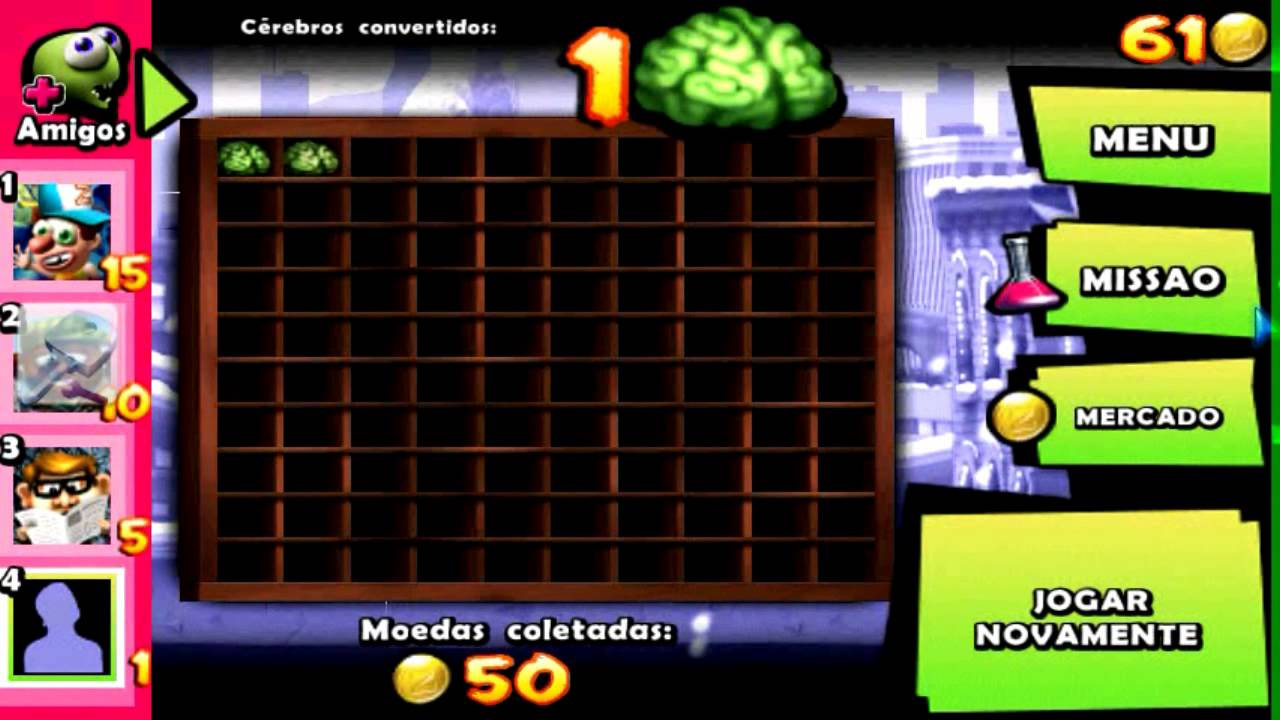 Cérebros convertidos:
1
61
Amigos
MENU
1
15
MISSAO
2
10
MERCADO
3
5
4
1
JOGAR
NOVAMENTE
Moedas coletadas:
50